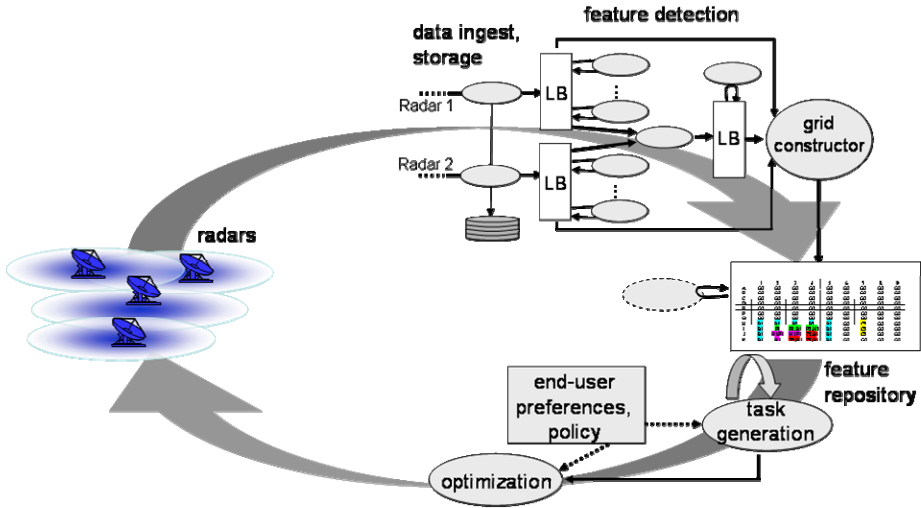 feature detection
data ingest,
storage
Radar 1
LB
LB
grid
constructor
Radar 2
LB
radars
feature
repository
end-user
preferences,
policy
task
generation
optimization